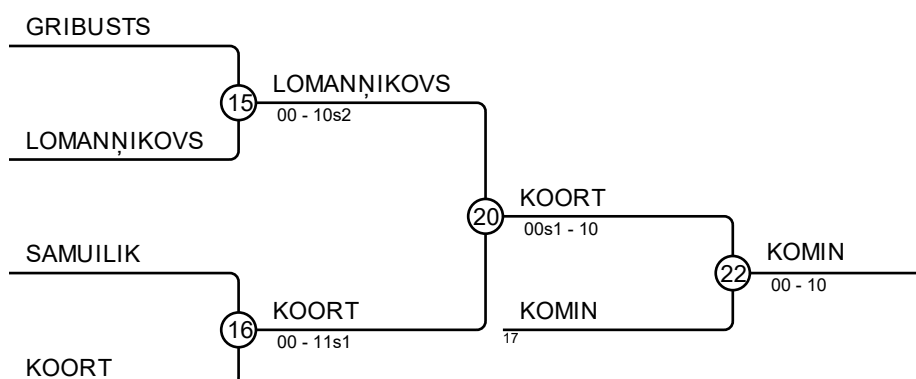 GRIBUSTS
15
LOMANŅIKOVS
00 - 10s2
LOMANŅIKOVS
20
KOORT
00s1 - 10
SAMUILIK
22
KOMIN
00 - 10
16
KOORT
00 - 11s1
KOMIN
17
KOORT